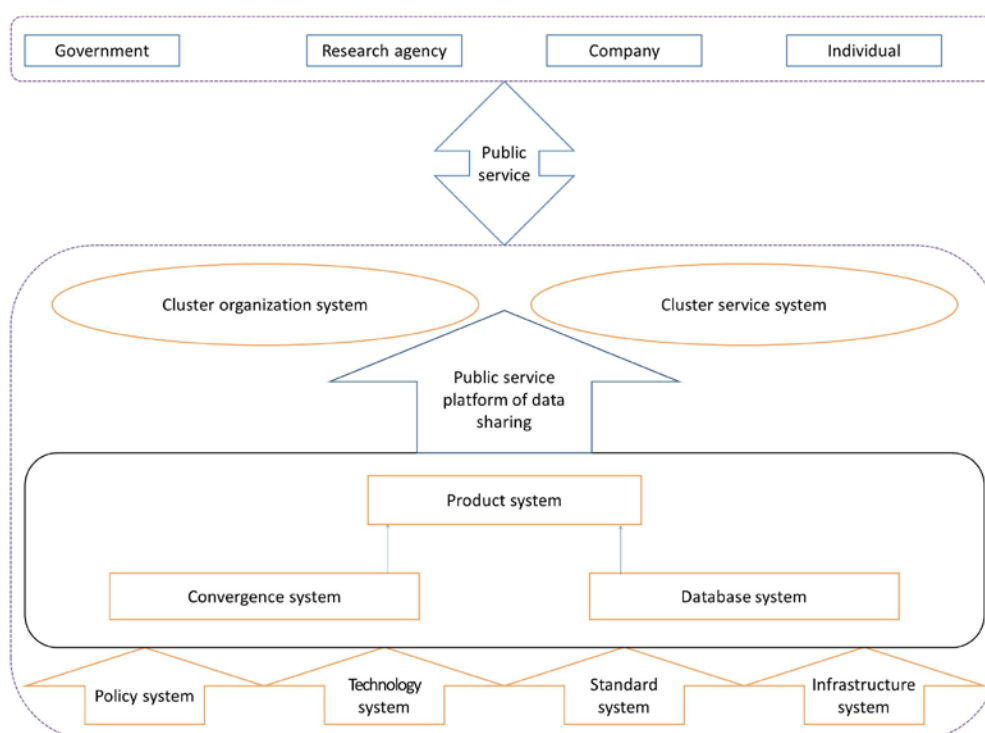 Government
Research agency
Company
Individual
Public
service
Cluster organization system
Cluster service system
Public service
platform of data
sharing
Product system
Convergence system
Database system
Policy system
Technology
system
Standard
system
Infrastructure
system